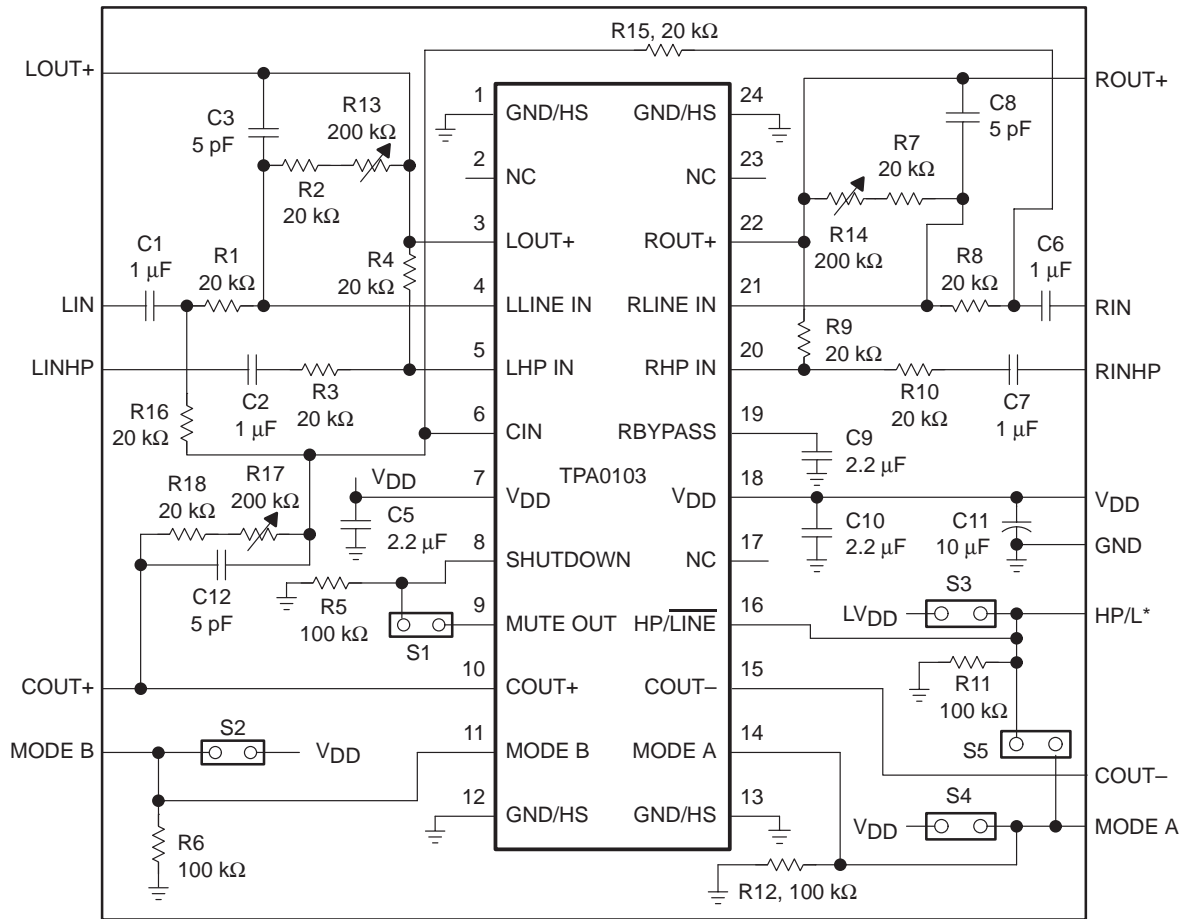 R15, 20 kΩ
LOUT+
C3
5 pF
R13
200 kΩ
R2
20 kΩ
C1
1 μF
R1
20 kΩ
R4
20 kΩ
LIN
LINHP
C2
1 μF
R3
20 kΩ
R16
20 kΩ
R18
20 kΩ
R17
200 kΩ
C12
5 pF
VDD
C5
2.2 μF
R5
100 kΩ
S1
COUT+
MODE B
S2
VDD
R6
100 kΩ
1
GND/HS
2
NC
3
LOUT+
4
LLINE IN
5
LHP IN
6
CIN
7
VDD
8
SHUTDOWN
9
MUTE OUT
10
COUT+
11
MODE B
12
GND/HS
TPA0103
24
GND/HS
23
NC
22
ROUT+
21
RLINE IN
20
RHP IN
19
RBYPASS
18
VDD
17
NC
16
HP/LINE
15
COUT–
14
MODE A
13
GND/HS
ROUT+
C8
5 pF
R7
20 kΩ
R14
200 kΩ
R8
20 kΩ
C6
1 μF
RIN
R9
20 kΩ
R10
20 kΩ
C7
1 μF
RINHP
C9
2.2 μF
C10
2.2 μF
C11
10 μF
VDD
GND
S3
LVDD
HP/L*
R11
100 kΩ
S5
COUT–
S4
VDD
MODE A
R12, 100 kΩ